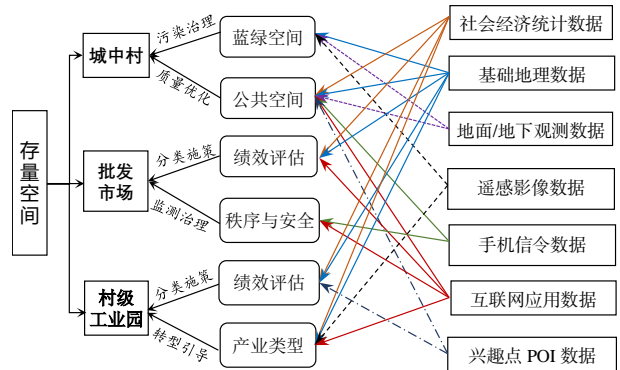 存量空间
城中村
批发
市场
村级
工业园
污染治理
质量优化
分类施策
监测治理
分类施策
转型引导
蓝绿空间
公共空间
绩效评估
秩序与安全
绩效评估
产业类型
社会经济统计数据
基础地理数据
地面/地下观测数据
遥感影像数据
手机信令数据
互联网应用数据
兴趣点 POI 数据